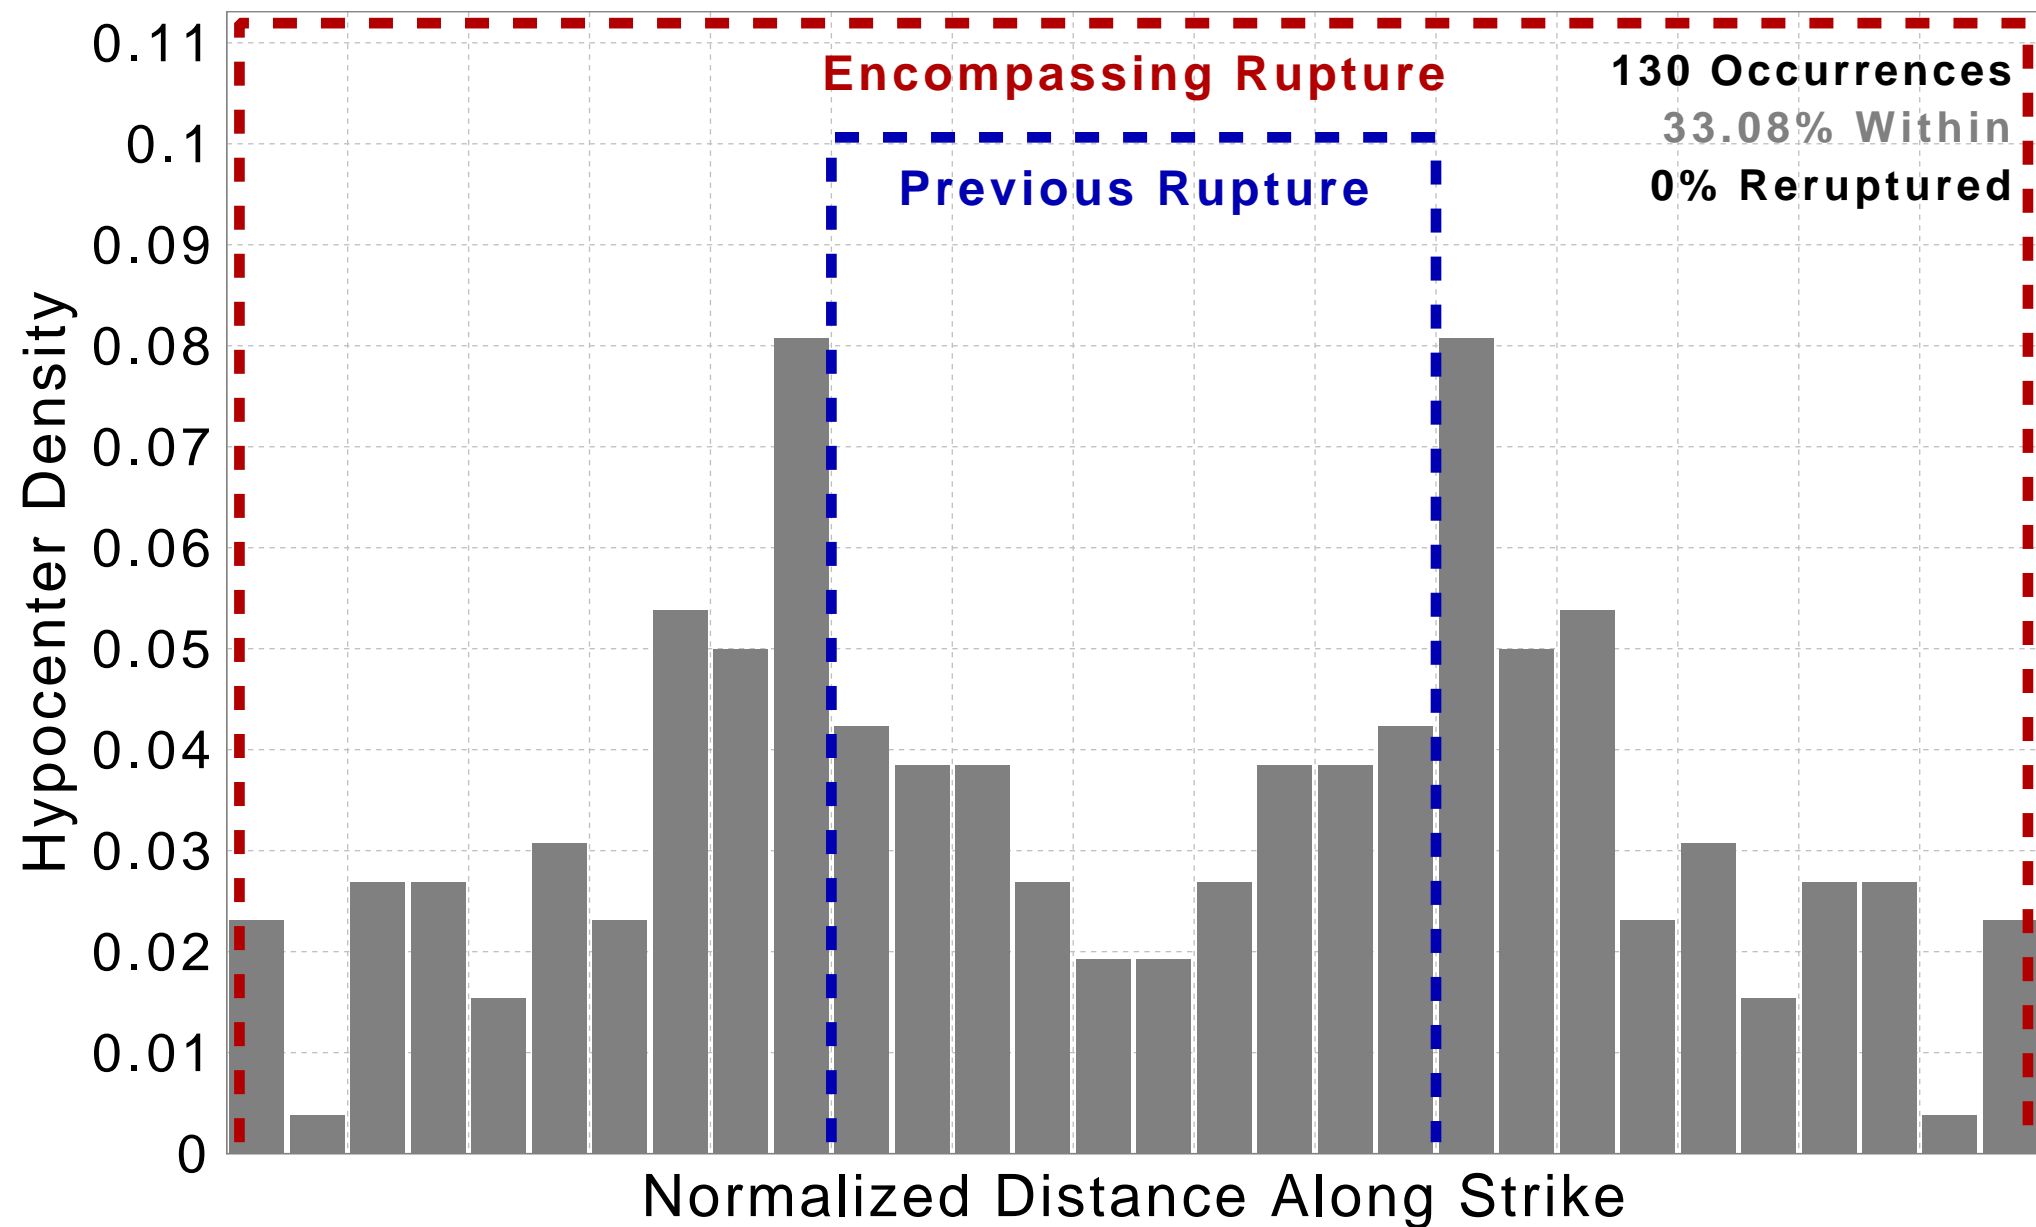 0.11
0.1
0.09
0.08
0.07
0.06
0.05
0.04
0.03
0.02
0.01
0
Hypocenter Density
Encompassing Rupture
Previous Rupture
130 Occurrences
33.08% Within
0% Reruptured
Normalized Distance Along Strike